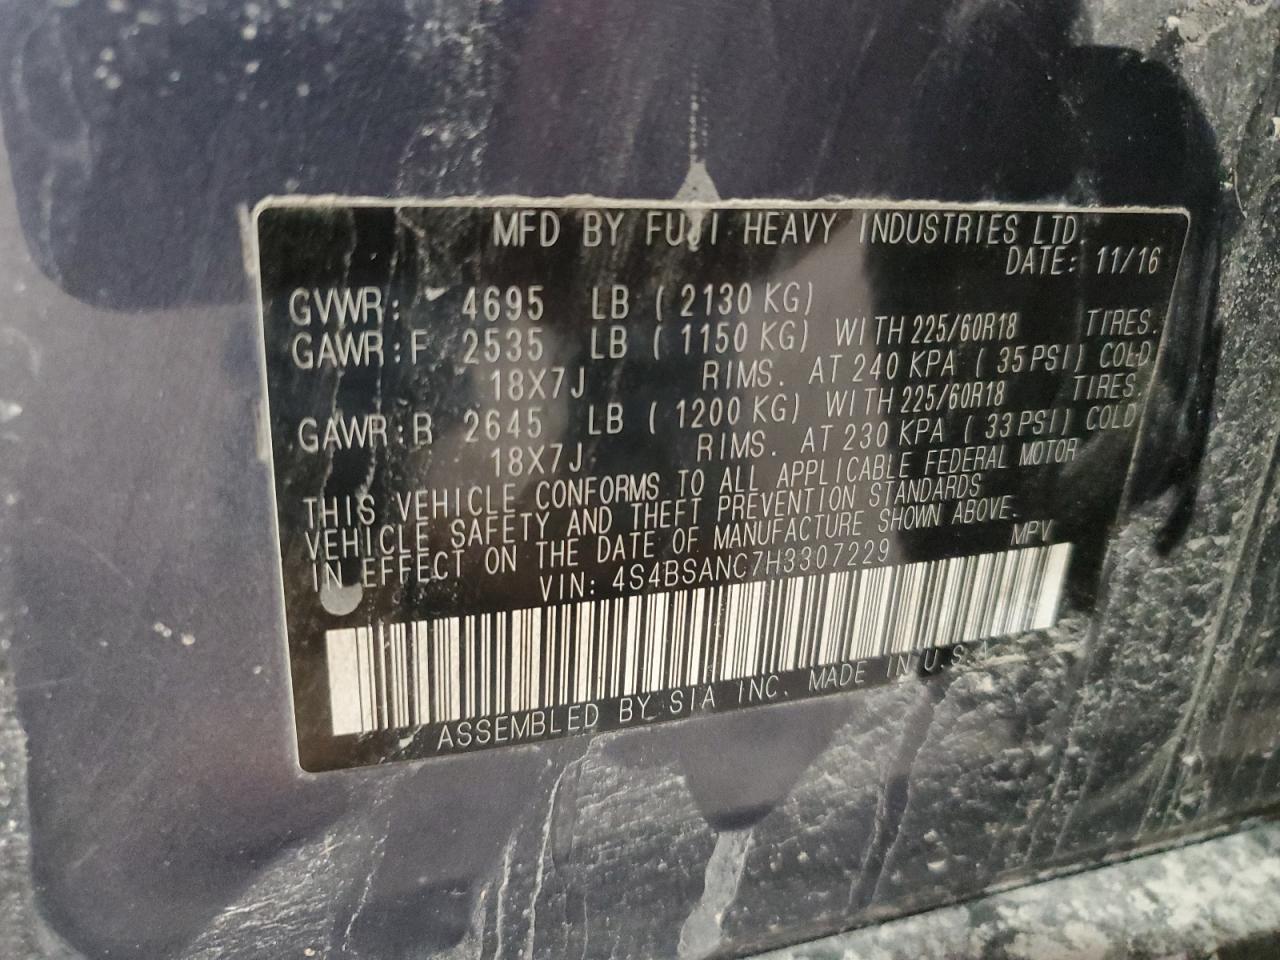 MFD BY FUJI HEAVY INDUSTRIES LTD.
DATE: 11/16
GVWR: 4695 LB ( 2130 KG)
GAWR: F 2535 LB ( 1150 KG) WITH 225/60R18 TIRES.
18X7J RIMS. AT 240 KPA ( 35 PSI) COLD
GAWR: R 2645 LB ( 1200 KG) WITH 225/60R18 TIRES.
18X7J RIMS. AT 230 KPA ( 33 PSI) COLD
THIS VEHICLE CONFORMS TO ALL APPLICABLE FEDERAL MOTOR
VEHICLE SAFETY AND THEFT PREVENTION STANDARDS
IN EFFECT ON THE DATE OF MANUFACTURE SHOWN ABOVE.
VIN: 4S4BSANC7H3307229 MPV
ASSEMBLED BY SIA INC. MADE IN U.S.A